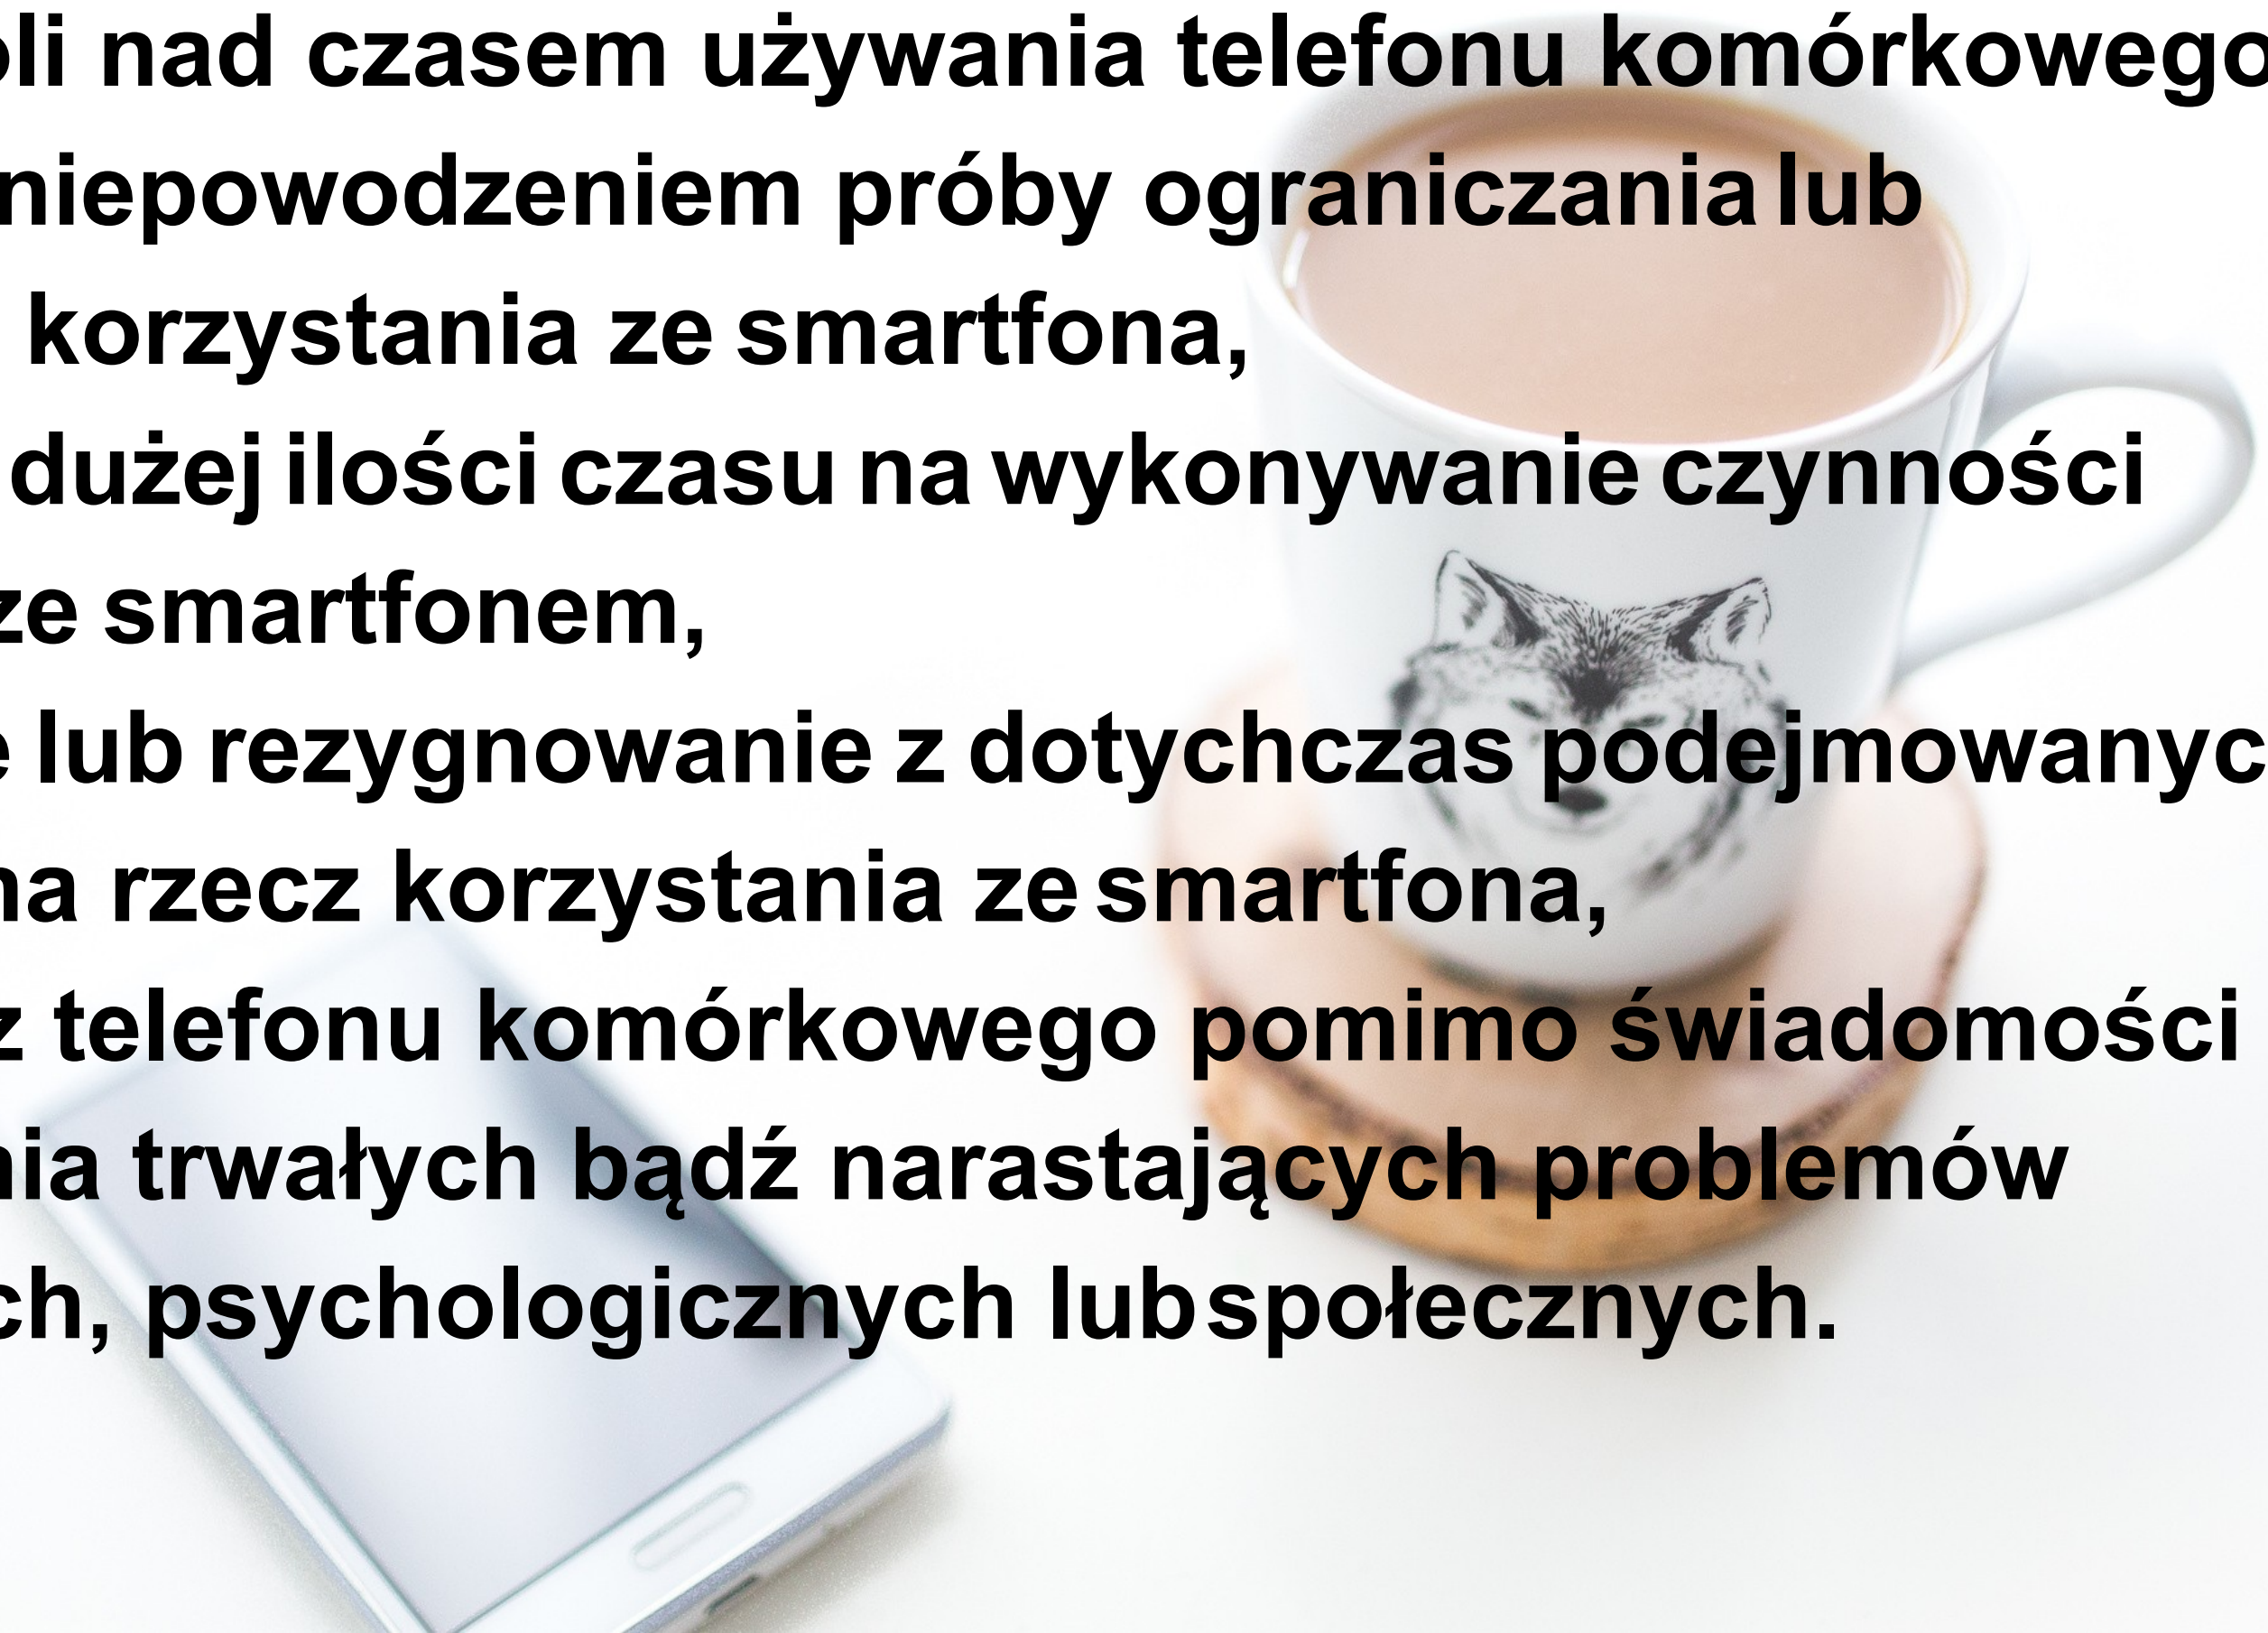 oli nad czasem używania telefonu komórkowego
niepowodzeniem próby ograniczania lub
korzystania ze smartfona,
dużej ilości czasu na wykonywanie czynności
ze smartfonem,
e lub rezygnowanie z dotychczas podejmowanyc
na rzecz korzystania ze smartfona,
z telefonu komórkowego pomimo świadomości
nia trwałych bądź narastających problemów
ch, psychologicznych lub społecznych.